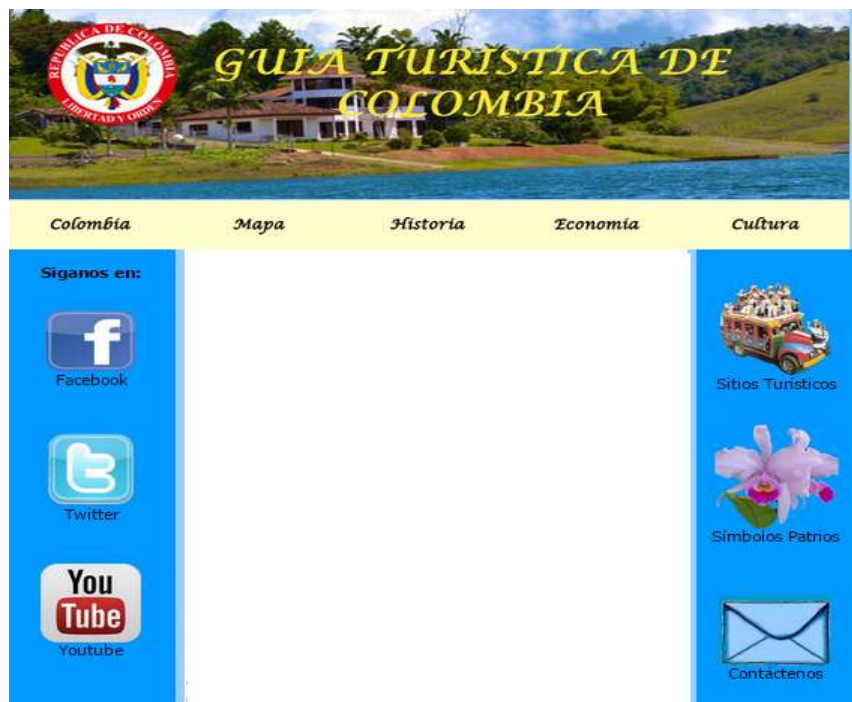 REPUBLICA DE COLOMBIA
LIBERTAD Y ORDEN
GUIA TURISTICA DE
COLOMBIA
Colombia Mapa Historia Economia Cultura
Siganos en:
f
Facebook
t
Twitter
You
Tube
Youtube
Sitios Turísticos
Símbolos Patrios
Contáctenos